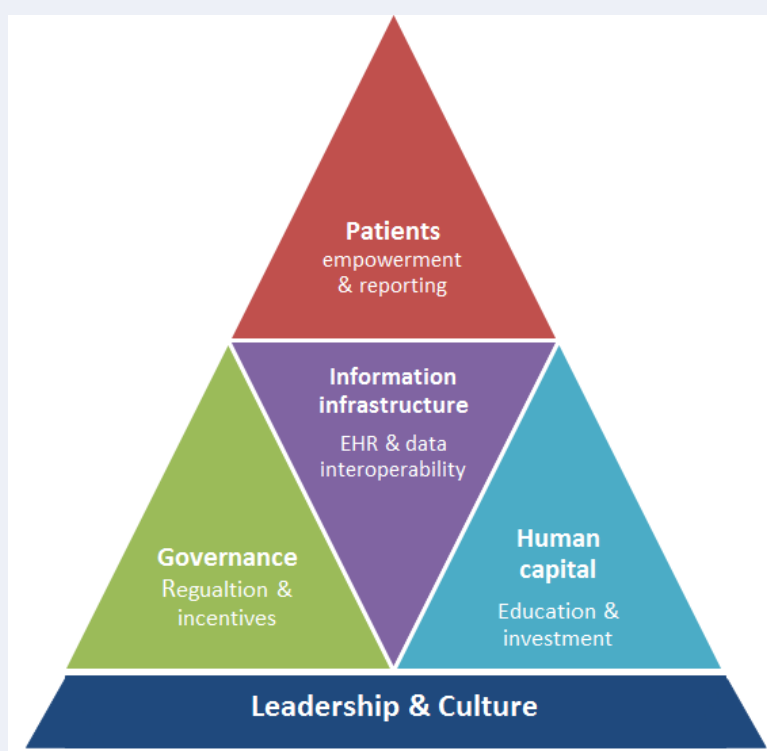 Patients
empowerment
& reporting
Information
infrastructure
EHR & data
interoperability
Governance
Regualtion &
incentives
Human
capital
Education &
investment
Leadership & Culture